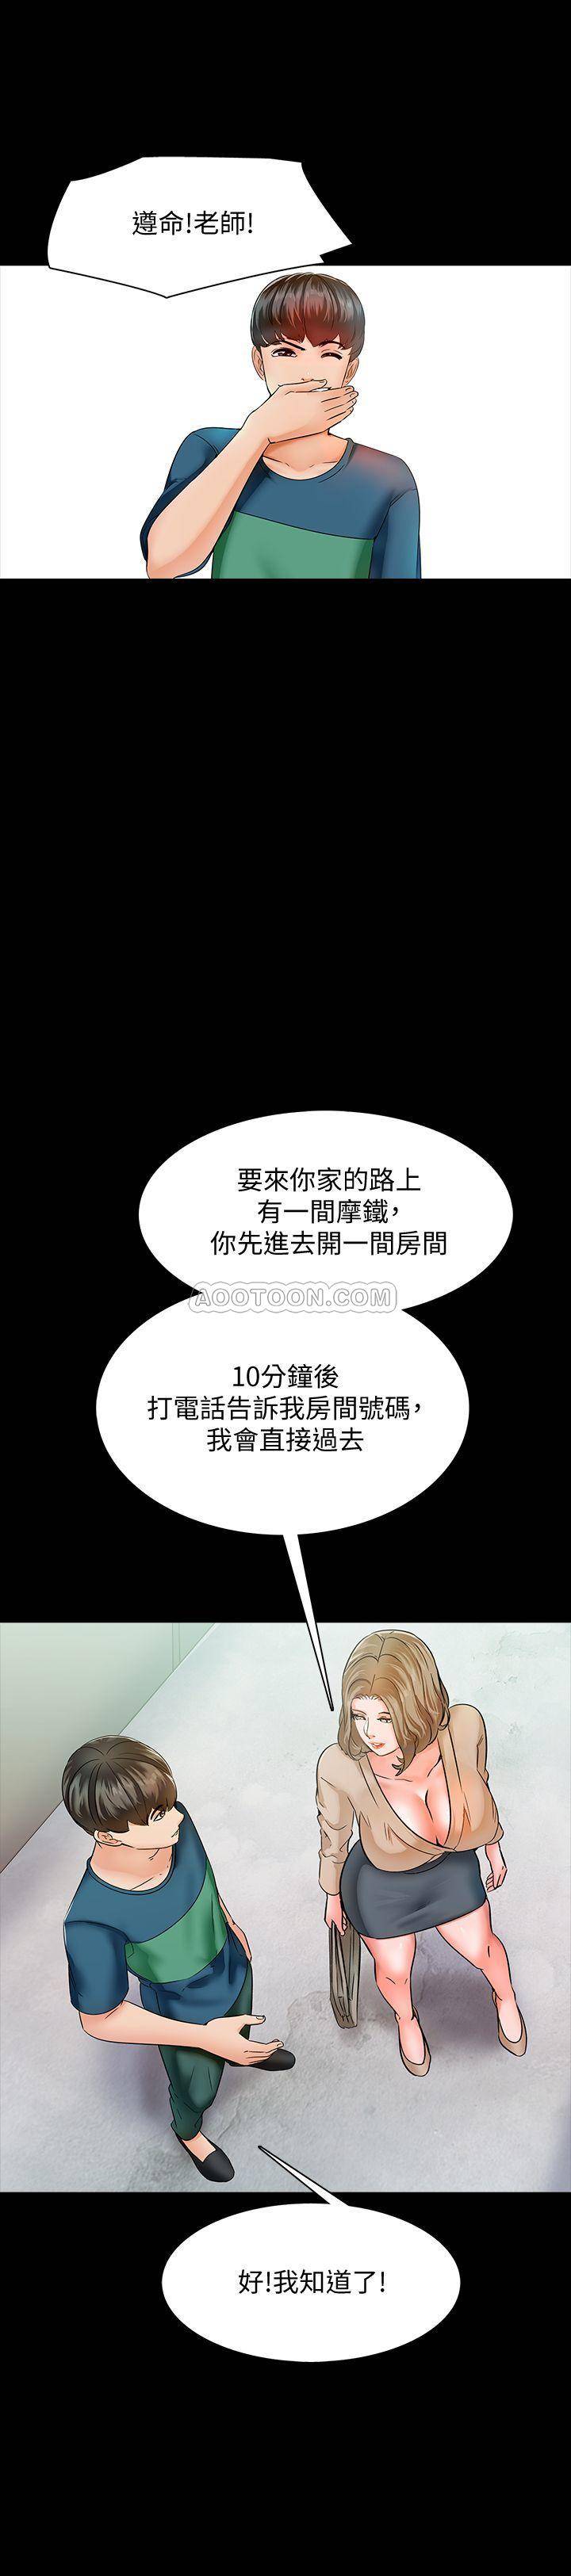 遵命!老師!
要來你家的路上
有一間摩鐵,
你先進去開一間房間
AOOTOON.COM
10分鐘後
打電話告訴我房間號碼,
我會直接過去
好!我知道了!